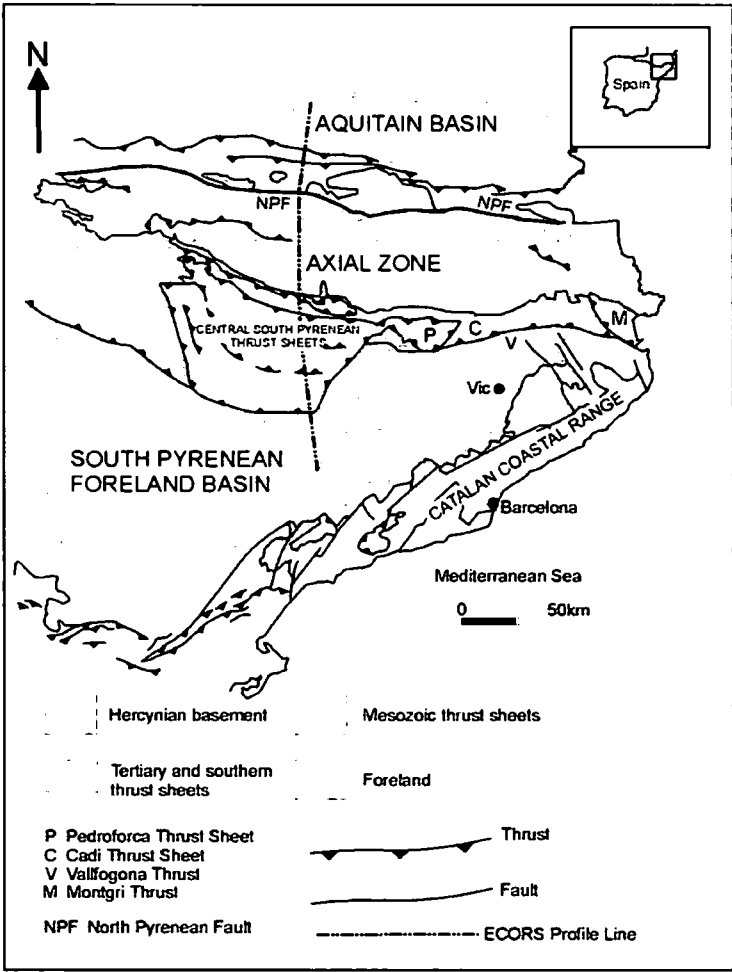 N
Spain
AQUITAIN BASIN
NPF
NPF
AXIAL ZONE
CENTRAL SOUTH PYRENEAN
THRUST SHEETS
P
C
M
V
Vic
SOUTH PYRENEAN
FORELAND BASIN
CATALAN COASTAL RANGE
Barcelona
Mediterranean Sea
0 50km
Hercynian basement
Mesozoic thrust sheets
Tertiary and southern
thrust sheets
Foreland
P Pedroforca Thrust Sheet
C Cadi Thrust Sheet
V Vallfogona Thrust
M Montgri Thrust
NPF North Pyrenean Fault
Thrust
Fault
ECORS Profile Line